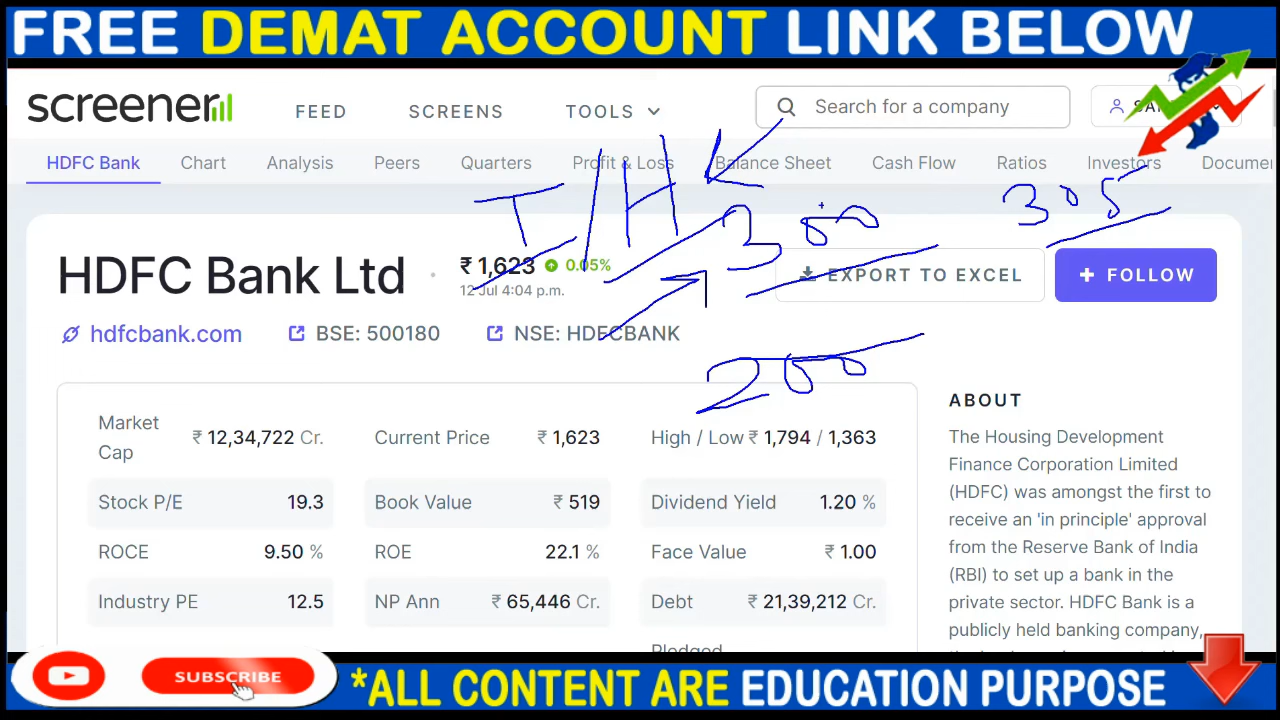 FREE DEMAT ACCOUNT LINK BELOW
screener FEED SCREENS TOOLS Search for a company
HDFC Bank Chart Analysis Peers Quarters Profit & Loss Balance Sheet Cash Flow Ratios Investors Documen
I/H 300 305
HDFC Bank Ltd ₹ 1,623 0.05% EXPORT TO EXCEL + FOLLOW
12 Jul 4:04 p.m.
hdfcbank.com BSE: 500180 NSE: HDFCBANK
200
Market Cap ₹ 12,34,722 Cr. Current Price ₹ 1,623 High / Low ₹ 1,794 / 1,363
Stock P/E 19.3 Book Value ₹ 519 Dividend Yield 1.20 %
ROCE 9.50 % ROE 22.1 % Face Value ₹ 1.00
Industry PE 12.5 NP Ann ₹ 65,446 Cr. Debt ₹ 21,39,212 Cr.
Pledged
ABOUT
The Housing Development
Finance Corporation Limited
(HDFC) was amongst the first to
receive an 'in principle' approval
from the Reserve Bank of India
(RBI) to set up a bank in the
private sector. HDFC Bank is a
publicly held banking company,
SUBSCRIBE *ALL CONTENT ARE EDUCATION PURPOSE